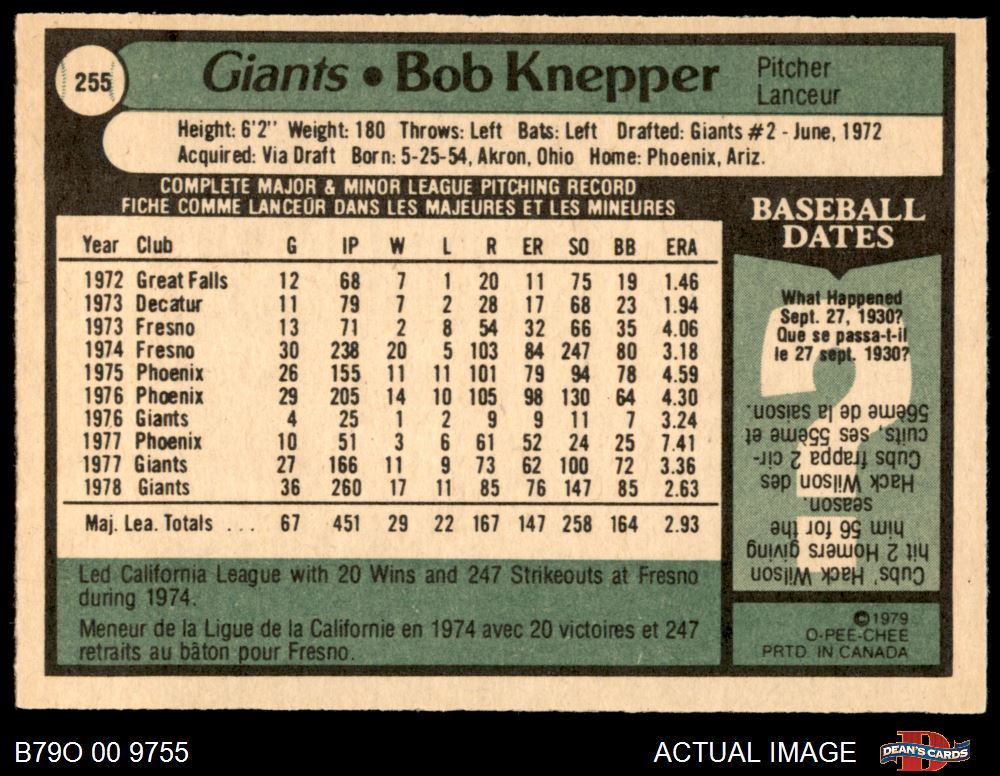 255
Giants • Bob Knepper
Pitcher
Lanceur
Height: 6'2" Weight: 180 Throws: Left Bats: Left Drafted: Giants #2 - June, 1972
Acquired: Via Draft Born: 5-25-54, Akron, Ohio Home: Phoenix, Ariz.
COMPLETE MAJOR & MINOR LEAGUE PITCHING RECORD
FICHE COMME LANCEUR DANS LES MAJEURES ET LES MINEURES
Year Club G IP W L R ER SO BB ERA
1972 Great Falls 12 68 7 1 20 11 75 19 1.46
1973 Decatur 11 79 7 2 28 17 68 23 1.94
1973 Fresno 13 71 2 8 54 32 66 35 4.06
1974 Fresno 30 238 20 5 103 84 247 80 3.18
1975 Phoenix 26 155 11 11 101 79 94 78 4.59
1976 Phoenix 29 205 14 10 105 98 130 64 4.30
1976 Giants 4 25 1 2 9 9 11 7 3.24
1977 Phoenix 10 51 3 6 61 52 24 25 7.41
1977 Giants 27 166 11 9 73 62 100 72 3.36
1978 Giants 36 260 17 11 85 76 147 85 2.63
Maj. Lea. Totals ... 67 451 29 22 167 147 258 164 2.93
Led California League with 20 Wins and 247 Strikeouts at Fresno
during 1974.
Meneur de la Ligue de la Californie en 1974 avec 20 victoires et 247
retraits au bâton pour Fresno.
BASEBALL
DATES
What Happened
Sept. 27, 1930?
Que se passa-t-il
le 27 sept. 1930?
Cubs' Hack Wilson
hit 2 Homers giving
him 56 for the
season.
Hack Wilson des
Cubs frappa 2 cir-
cuits, ses 55ème et
56ème de la saison.
©1979
O-PEE-CHEE
PRTD. IN CANADA
B79O 00 9755
ACTUAL IMAGE
DEAN'S CARDS